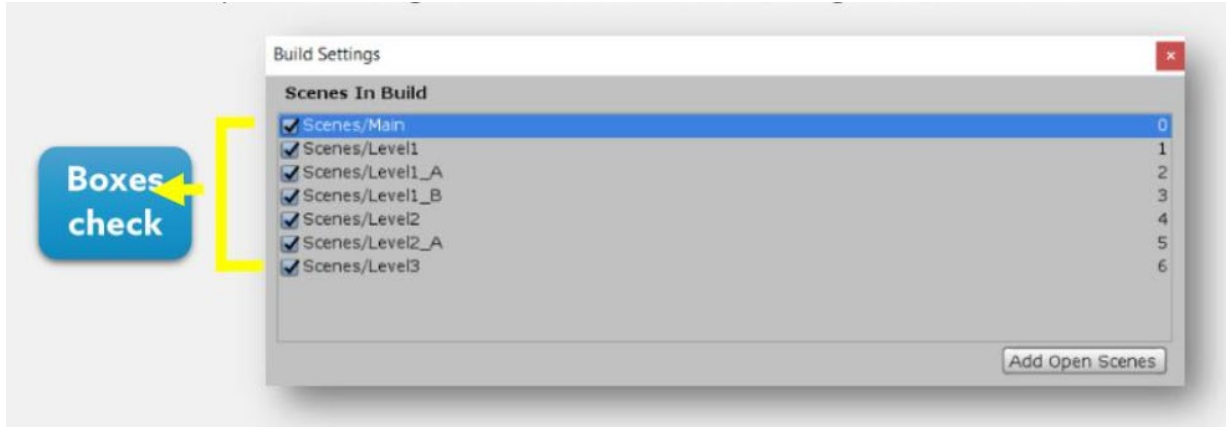 Build Settings
Scenes In Build
Scenes/Main 0
Scenes/Level1 1
Scenes/Level1_A 2
Scenes/Level1_B 3
Scenes/Level2 4
Scenes/Level2_A 5
Scenes/Level3 6
Boxes
check
Add Open Scenes